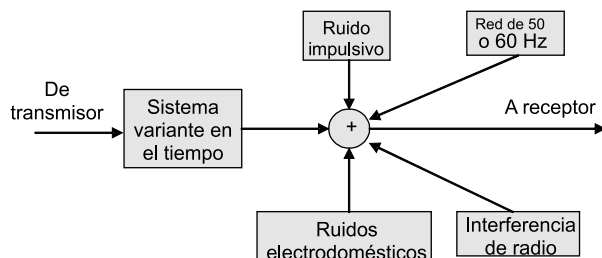 Ruido
impulsivo
Red de 50
o 60 Hz
De
transmisor
Sistema
variante en
el tiempo
+
A receptor
Ruidos
electrodomésticos
Interferencia
de radio